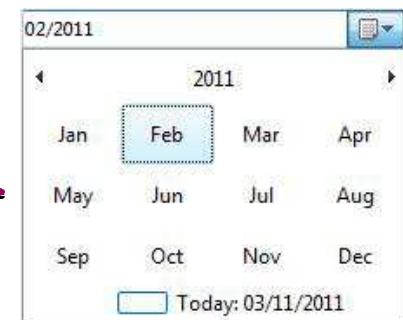 02/2011
2011
Jan Feb Mar Apr
May Jun Jul Aug
Sep Oct Nov Dec
Today: 03/11/2011